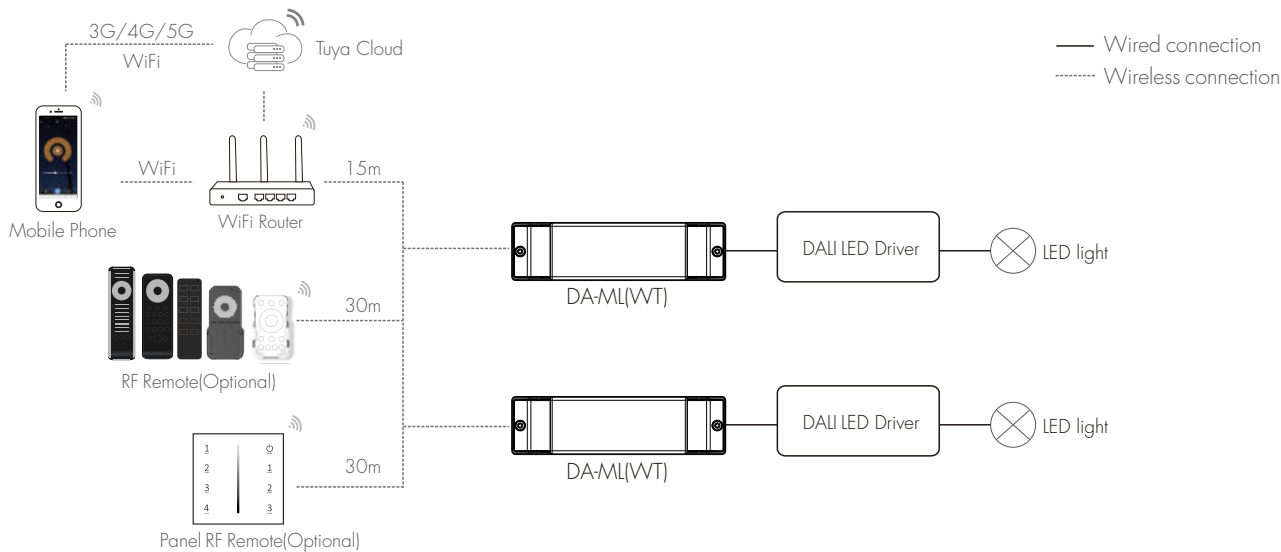 3G/4G/5G
WiFi
Tuya Cloud
Wired connection
Wireless connection
WiFi
15m
Mobile Phone
WiFi Router
DA-ML(WT)
DALI LED Driver
LED light
30m
RF Remote(Optional)
DA-ML(WT)
DALI LED Driver
LED light
1
2
3
4
1
2
3
30m
Panel RF Remote(Optional)